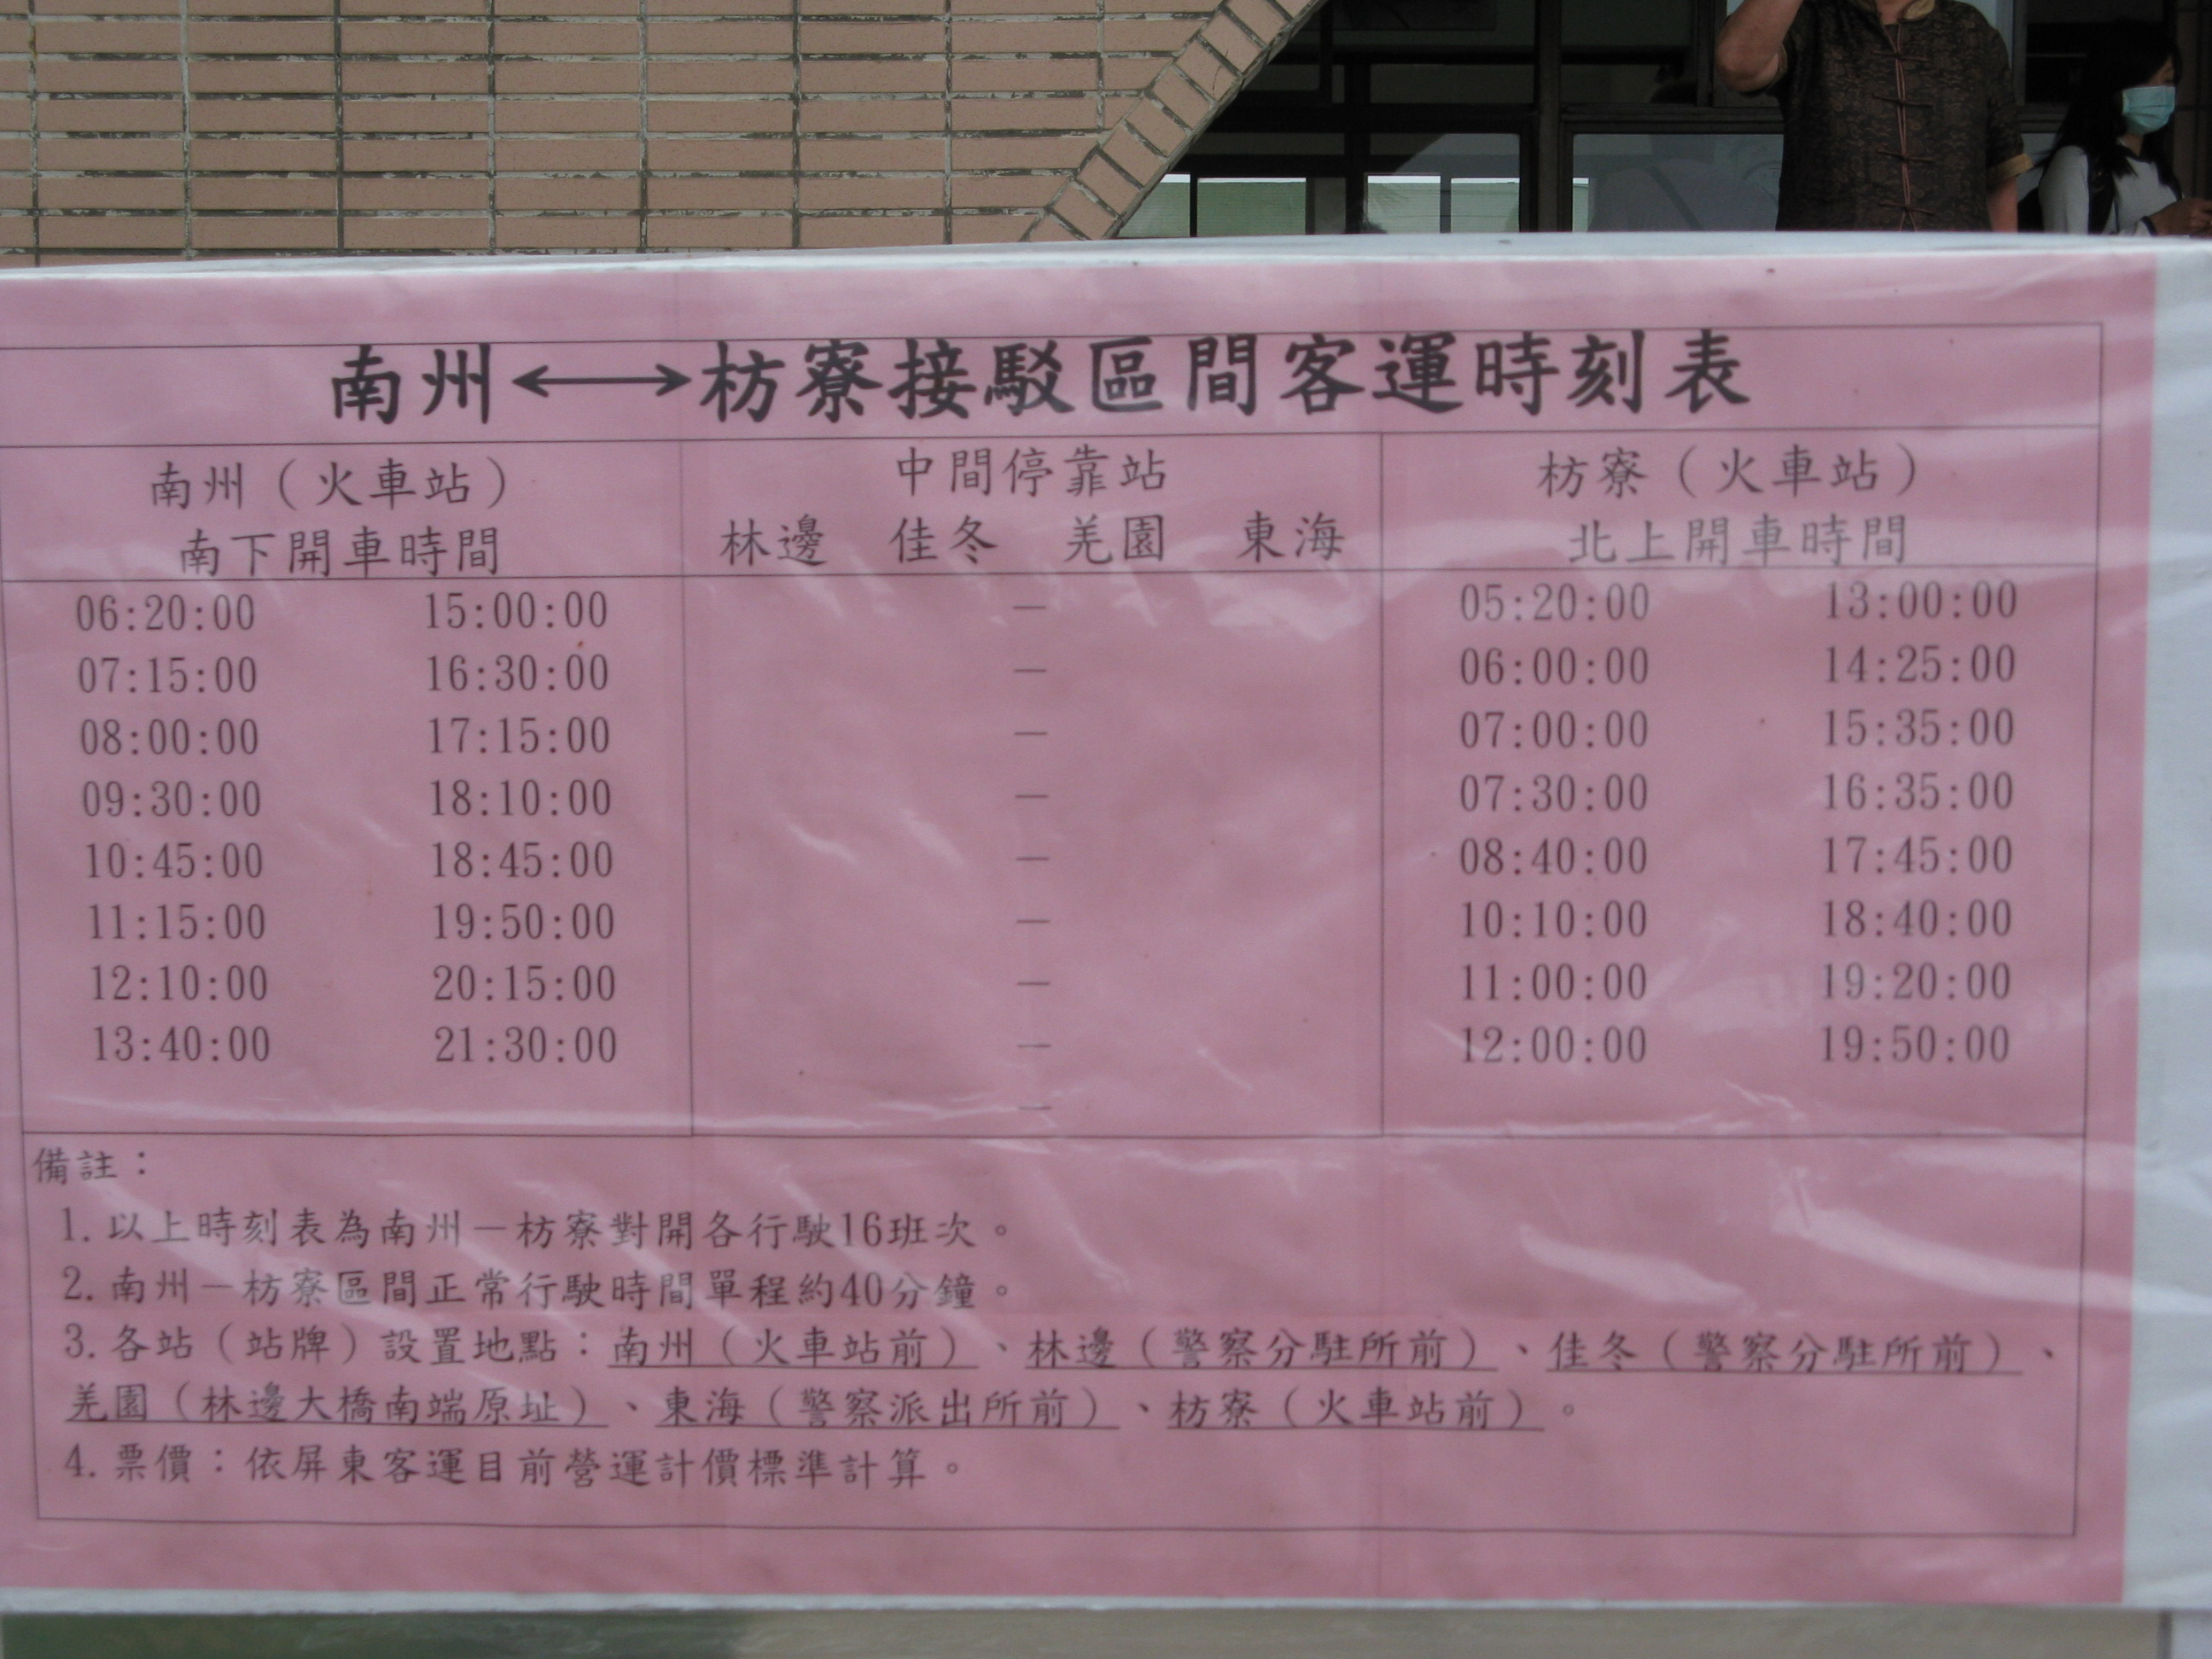 南州←→枋寮接駁區間客運時刻表
南州（火車站） 中間停靠站 枋寮（火車站）
南下開車時間 林邊 佳冬 羌園 東海 北上開車時間
06:20:00 15:00:00 － 05:20:00 13:00:00
07:15:00 16:30:00 － 06:00:00 14:25:00
08:00:00 17:15:00 － 07:00:00 15:35:00
09:30:00 18:10:00 － 07:30:00 16:35:00
10:45:00 18:45:00 － 08:40:00 17:45:00
11:15:00 19:50:00 － 10:10:00 18:40:00
12:10:00 20:15:00 － 11:00:00 19:20:00
13:40:00 21:30:00 － 12:00:00 19:50:00
－
備註：
1. 以上時刻表為南州－枋寮對開各行駛16班次。
2. 南州－枋寮區間正常行駛時間單程約40分鐘。
3. 各站（站牌）設置地點：南州（火車站前）、林邊（警察分駐所前）、佳冬（警察分駐所前）、
羌園（林邊大橋南端原址）、東海（警察派出所前）、枋寮（火車站前）。
4. 票價：依屏東客運目前營運計價標準計算。